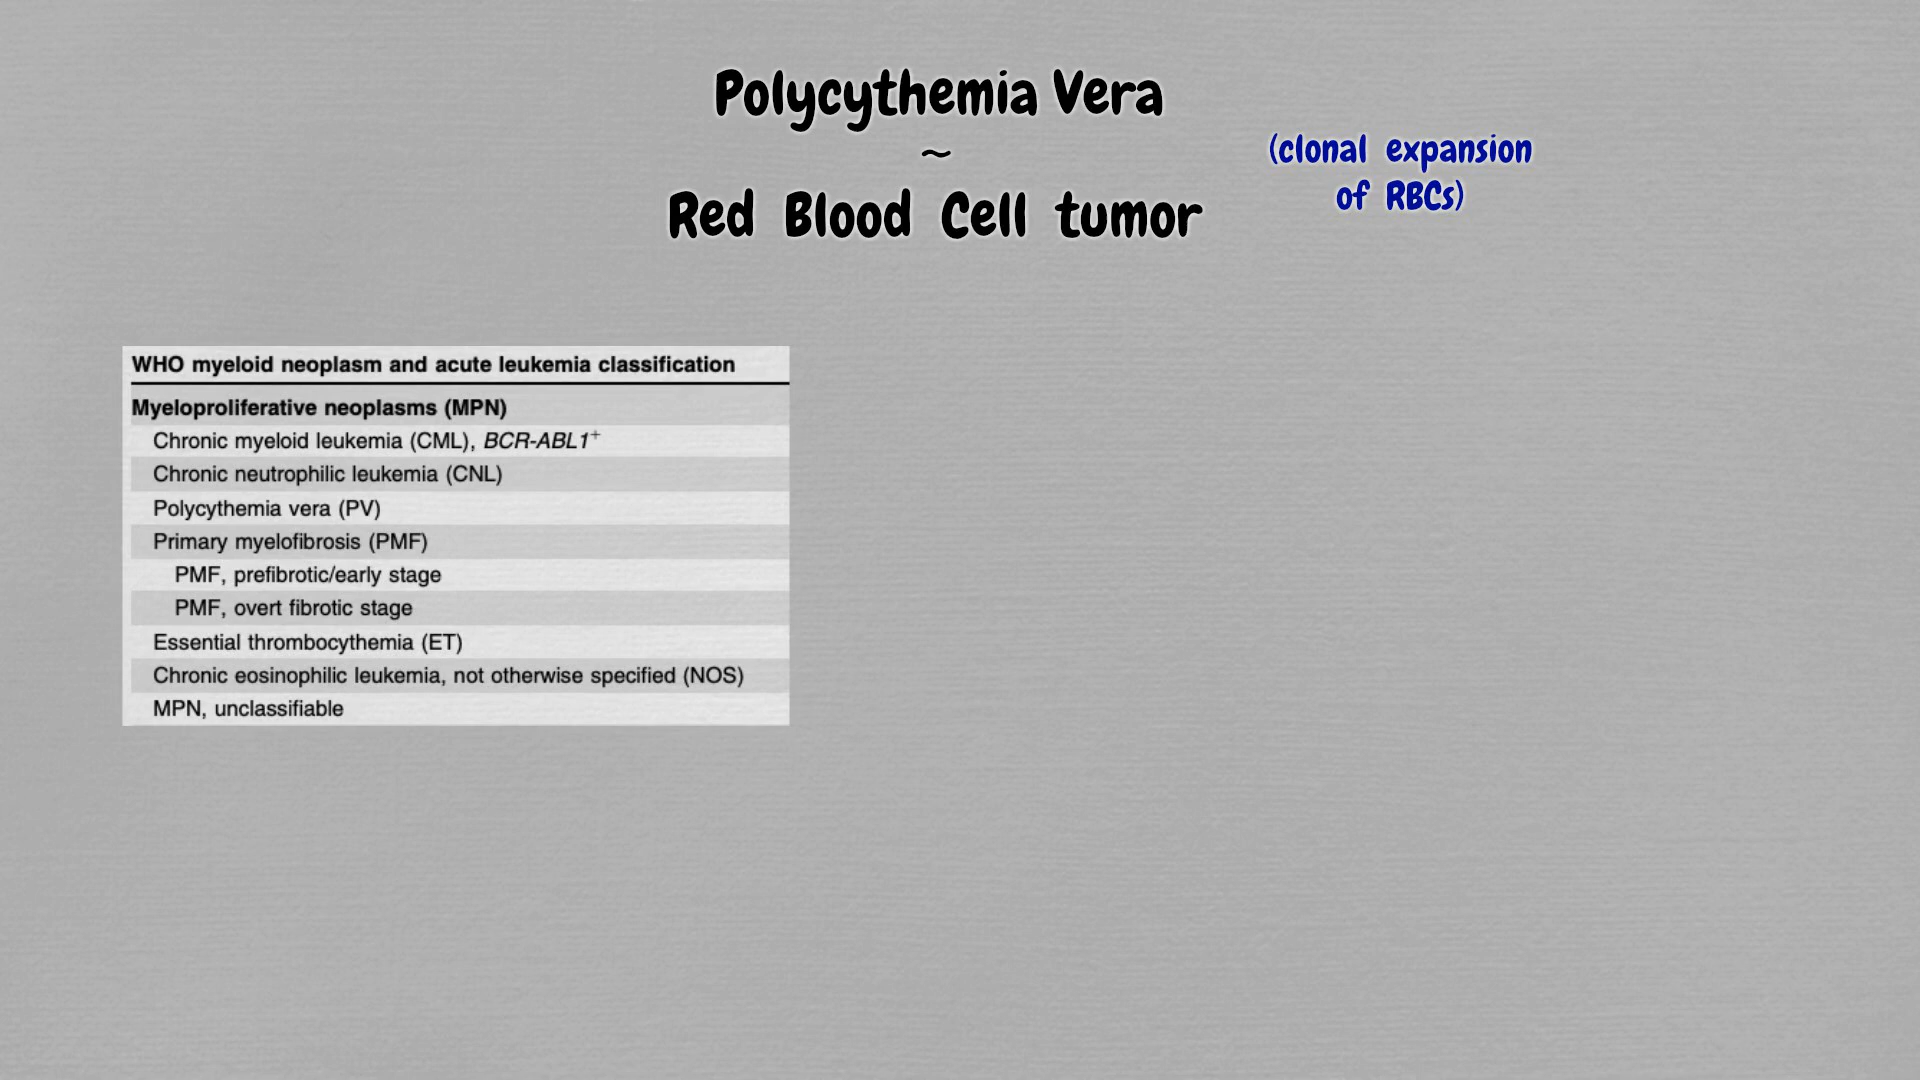 Polycythemia Vera
~
Red Blood Cell tumor
(clonal expansion
of RBCs)
WHO myeloid neoplasm and acute leukemia classification
Myeloproliferative neoplasms (MPN)
Chronic myeloid leukemia (CML), BCR-ABL1+
Chronic neutrophilic leukemia (CNL)
Polycythemia vera (PV)
Primary myelofibrosis (PMF)
PMF, prefibrotic/early stage
PMF, overt fibrotic stage
Essential thrombocythemia (ET)
Chronic eosinophilic leukemia, not otherwise specified (NOS)
MPN, unclassifiable